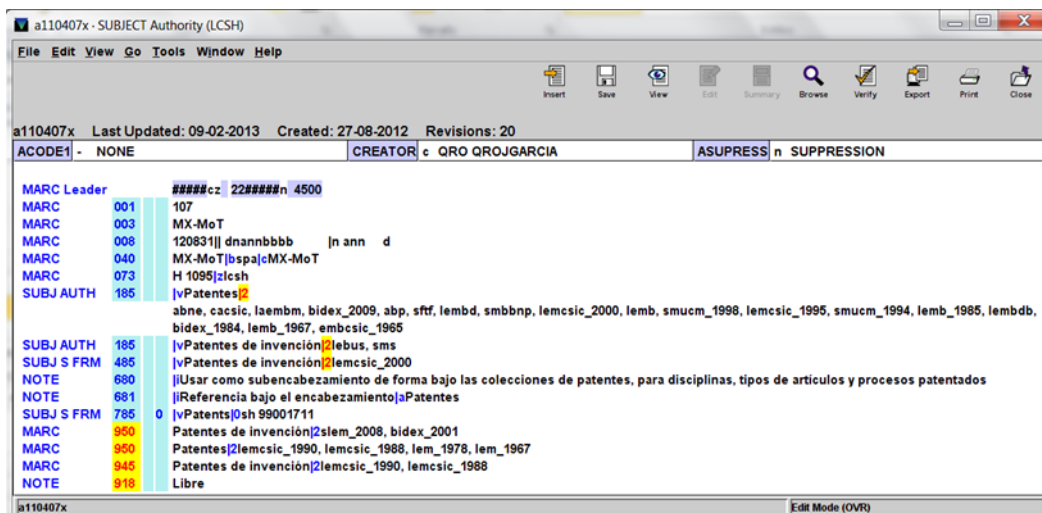 a110407x - SUBJECT Authority (LCSH)
File Edit View Go Tools Window Help
Insert Save View Edit Summary Browse Verify Export Print Close
a110407x Last Updated: 09-02-2013 Created: 27-08-2012 Revisions: 20
ACODE1 - NONE CREATOR c QRO QROJGARCIA ASUPRESS n SUPPRESSION
MARC Leader #####cz 22#####n 4500
MARC 001 107
MARC 003 MX-MoT
MARC 008 120831|| dnannbbbb |n ann d
MARC 040 MX-MoT|bspa|cMX-MoT
MARC 073 H 1095|zlcsh
SUBJ AUTH 185 |vPatentes|2
abne, cacsic, laembm, bidex_2009, abp, sftf, lembd, smbbnp, lemcsic_2000, lemb, smucm_1998, lemcsic_1995, smucm_1994, lemb_1985, lembdb,
bidex_1984, lemb_1967, embcsic_1965
SUBJ AUTH 185 |vPatentes de invención|2lebus, sms
SUBJ S FRM 485 |vPatentes de invención|2lemcsic_2000
NOTE 680 |iUsar como subencabezamiento de forma bajo las colecciones de patentes, para disciplinas, tipos de artículos y procesos patentados
NOTE 681 |iReferencia bajo el encabezamiento|aPatentes
SUBJ S FRM 785 0 |vPatents|0sh 99001711
MARC 950 Patentes de invención|2slem_2008, bidex_2001
MARC 950 Patentes|2lemcsic_1990, lemcsic_1988, lem_1978, lem_1967
MARC 945 Patentes de invención|2lemcsic_1990, lemcsic_1988
NOTE 918 Libre
a110407x Edit Mode (OVR)